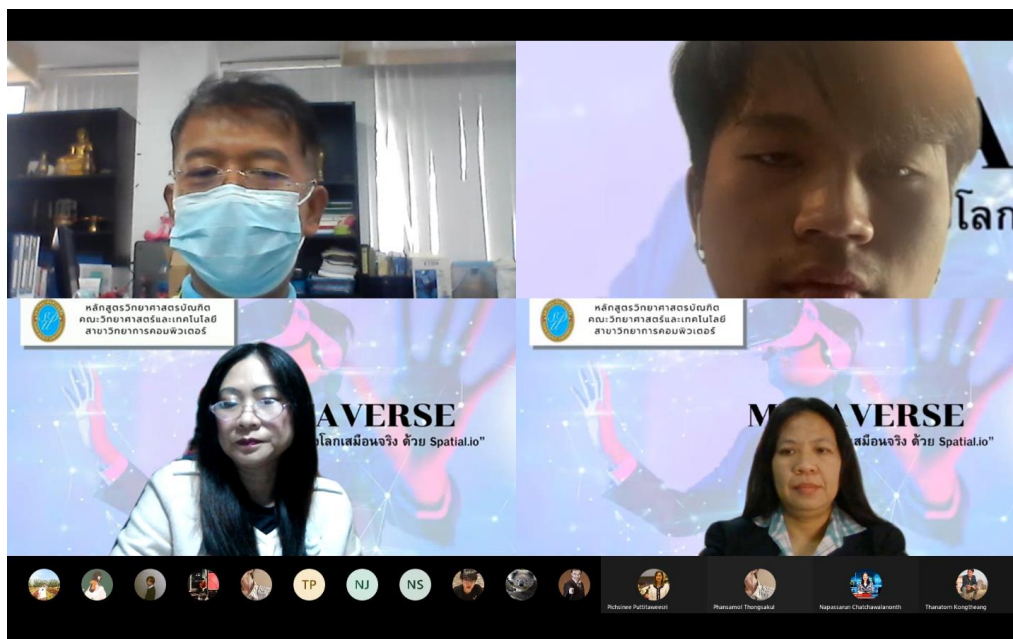 โลก
หลักสูตรวิทยาศาสตรบัณฑิต
คณะวิทยาศาสตร์และเทคโนโลยี
สาขาวิทยาการคอมพิวเตอร์
AVERSE
โลกเสมือนจริง ด้วย Spatial.io"
หลักสูตรวิทยาศาสตรบัณฑิต
คณะวิทยาศาสตร์และเทคโนโลยี
สาขาวิทยาการคอมพิวเตอร์
M AVERSE
สมือนจริง ด้วย Spatial.io"
TP
NJ
NS
Pichsinee Puttitaweesri
Phansamol Thongsakul
Napassarun Chatchawalanonth
Thanatorn Kongtheang